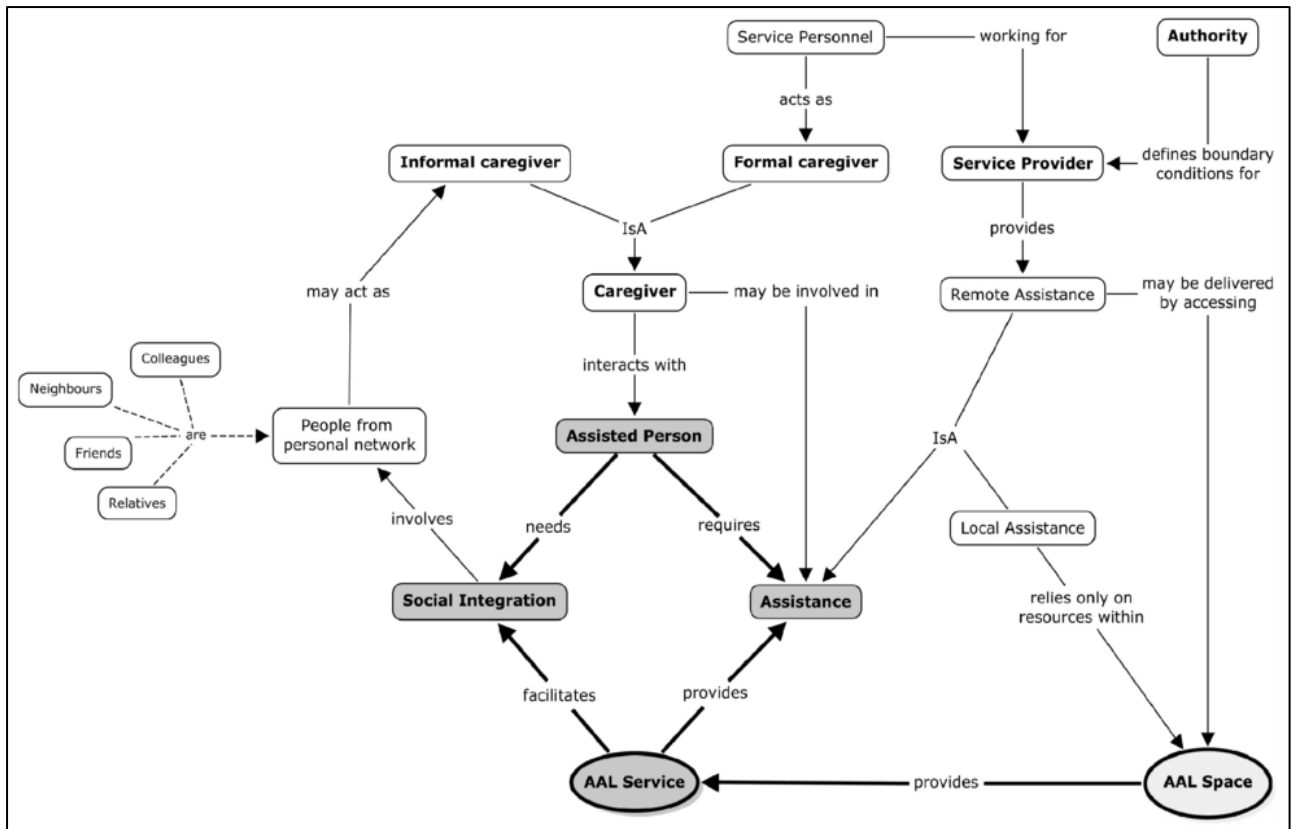 Service Personnel
working for
Authority
acts as
Informal caregiver
Formal caregiver
Service Provider
defines boundary
conditions for
IsA
provides
may act as
Caregiver
may be involved in
Remote Assistance
may be delivered
by accessing
Colleagues
interacts with
Neighbours
are
People from
personal network
Assisted Person
IsA
Friends
Relatives
involves
needs
requires
Local Assistance
Social Integration
Assistance
relies only on
resources within
facilitates
provides
AAL Service
provides
AAL Space